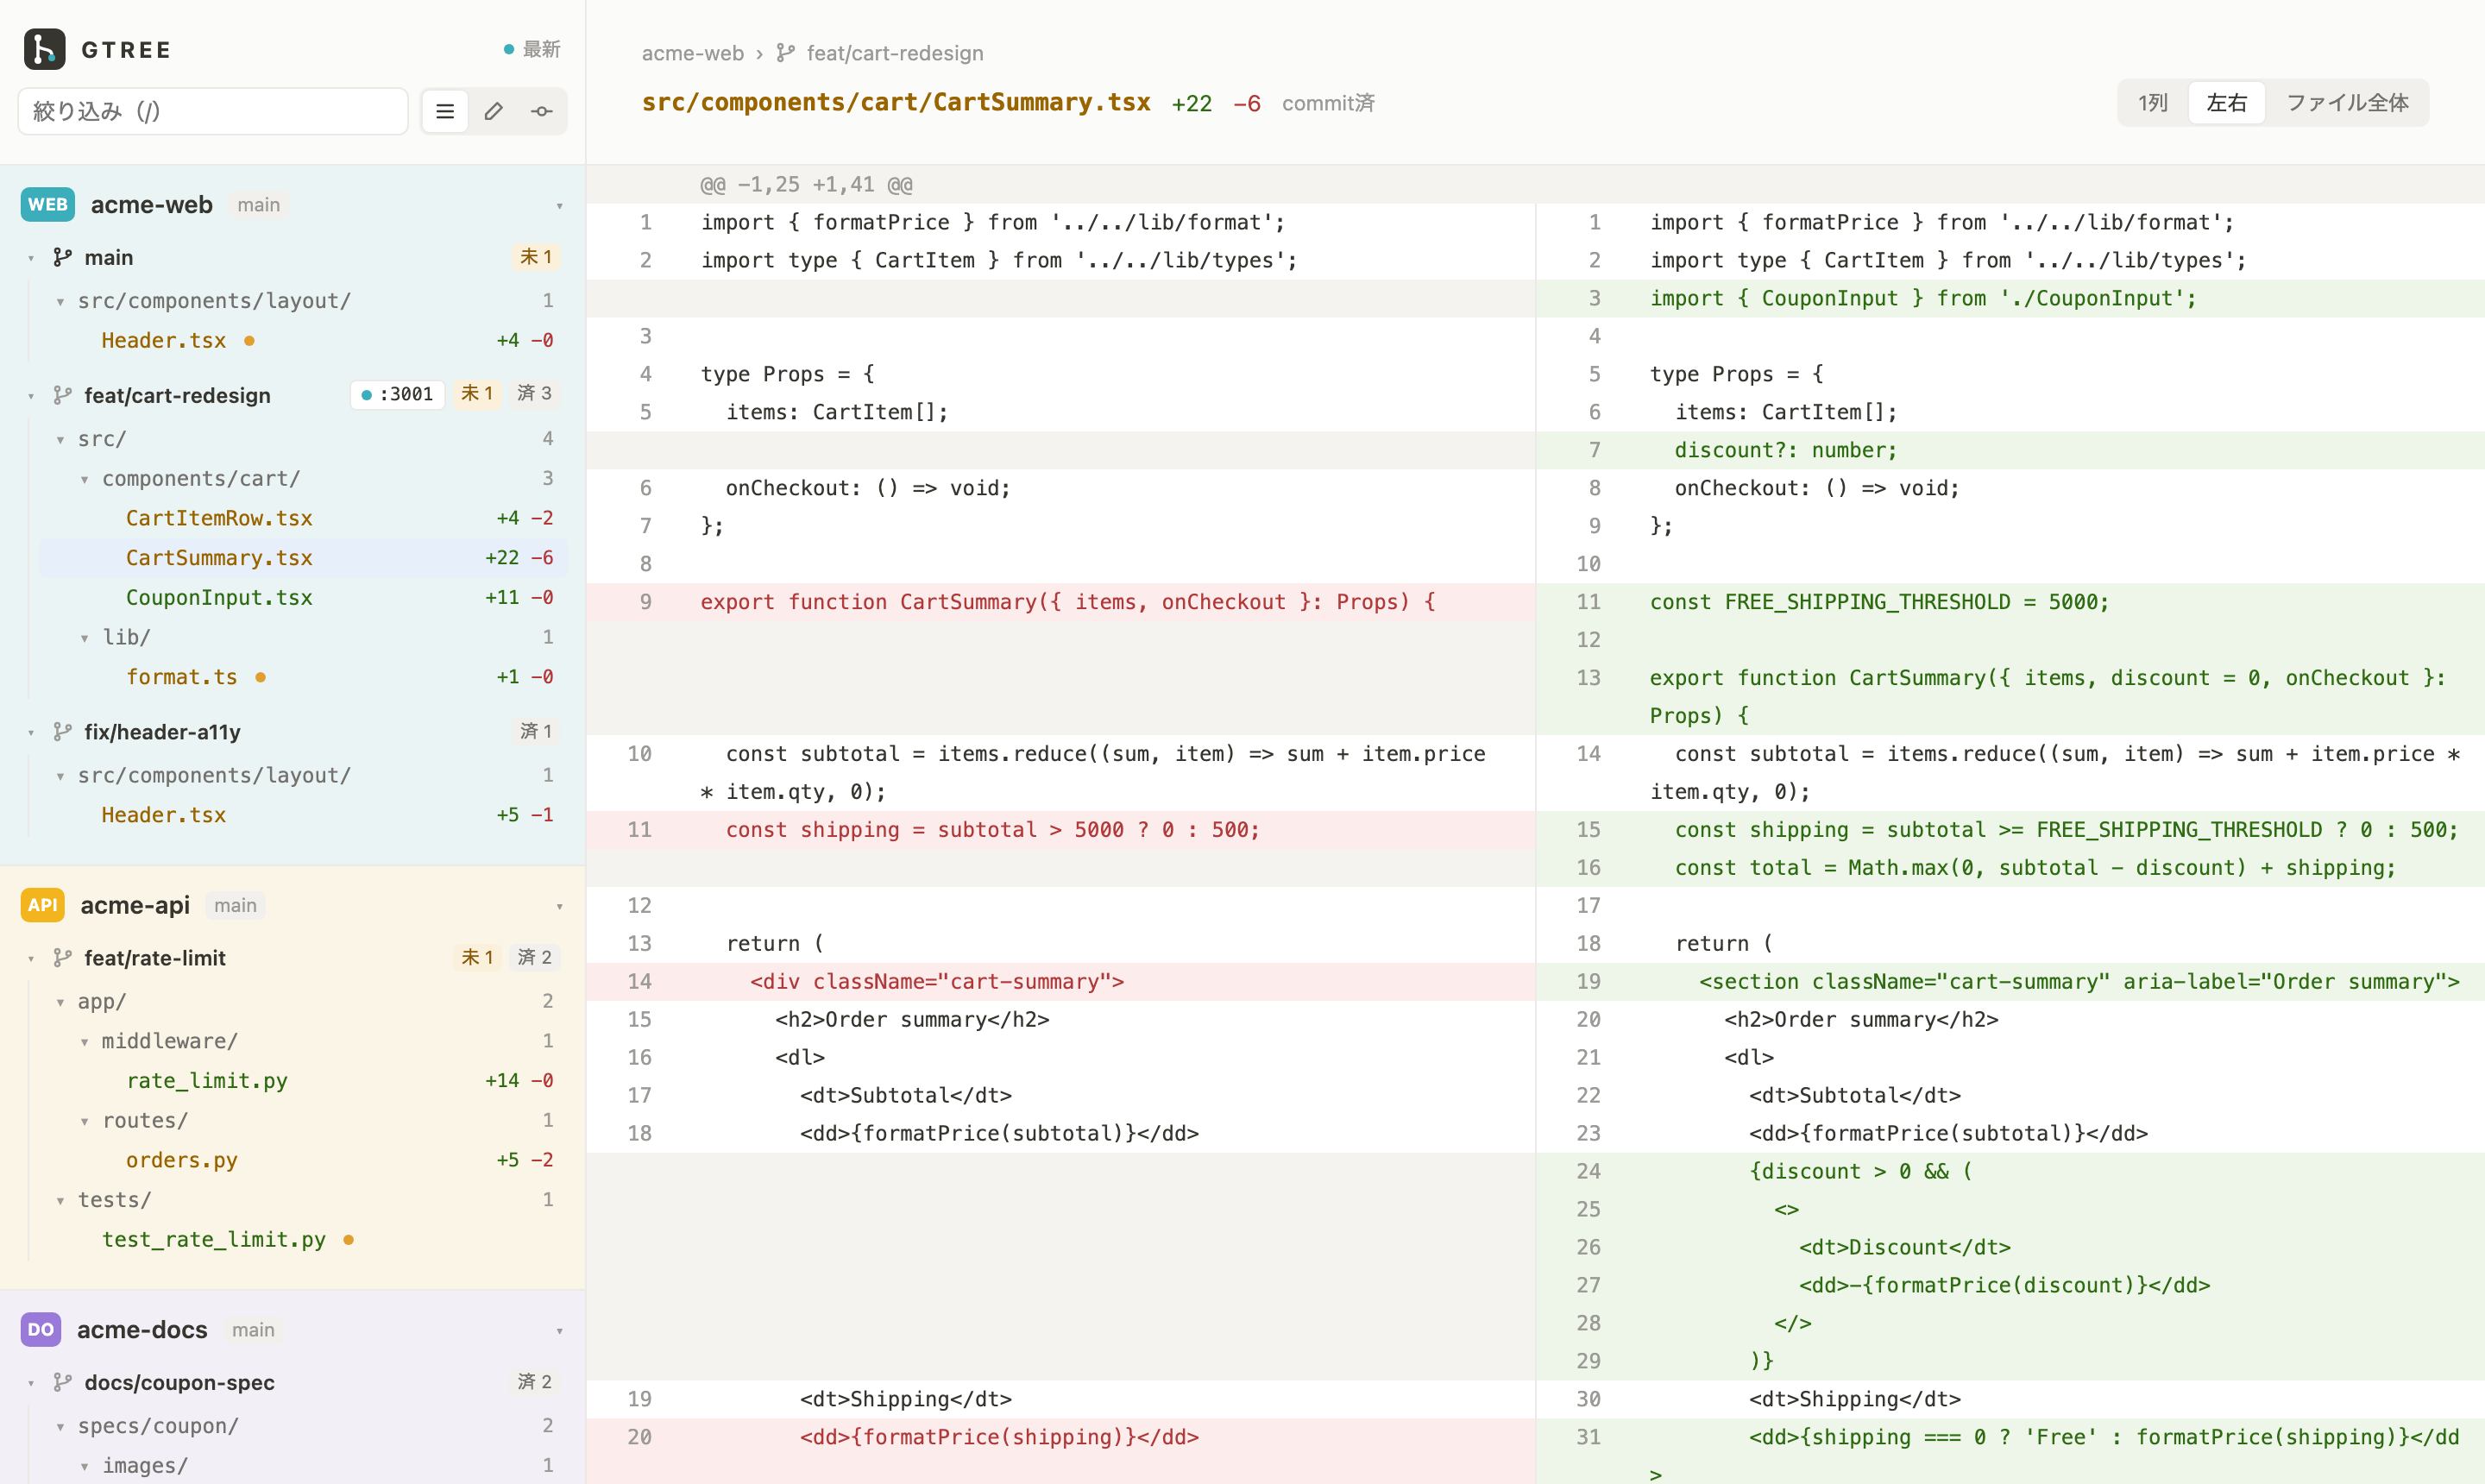 GTREE
最新
絞り込み (/)
WEB acme-web main
main 未 1
src/components/layout/ 1
Header.tsx +4 −0
feat/cart-redesign :3001 未 1 済 3
src/ 4
components/cart/ 3
CartItemRow.tsx +4 −2
CartSummary.tsx +22 −6
CouponInput.tsx +11 −0
lib/ 1
format.ts +1 −0
fix/header-a11y 済 1
src/components/layout/ 1
Header.tsx +5 −1
API acme-api main
feat/rate-limit 未 1 済 2
app/ 2
middleware/ 1
rate_limit.py +14 −0
routes/ 1
orders.py +5 −2
tests/ 1
test_rate_limit.py
DO acme-docs main
docs/coupon-spec 済 2
specs/coupon/ 2
images/ 1
acme-web › feat/cart-redesign
src/components/cart/CartSummary.tsx +22 −6 commit済
1列 左右 ファイル全体
@@ −1,25 +1,41 @@
1 import { formatPrice } from '../../lib/format';
2 import type { CartItem } from '../../lib/types';
3
4 type Props = {
5 items: CartItem[];
6 onCheckout: () => void;
7 };
8
9 export function CartSummary({ items, onCheckout }: Props) {
10 const subtotal = items.reduce((sum, item) => sum + item.price
* item.qty, 0);
11 const shipping = subtotal > 5000 ? 0 : 500;
12
13 return (
14 <div className="cart-summary">
15 <h2>Order summary</h2>
16 <dl>
17 <dt>Subtotal</dt>
18 <dd>{formatPrice(subtotal)}</dd>
19 <dt>Shipping</dt>
20 <dd>{formatPrice(shipping)}</dd>
1 import { formatPrice } from '../../lib/format';
2 import type { CartItem } from '../../lib/types';
3 import { CouponInput } from './CouponInput';
4
5 type Props = {
6 items: CartItem[];
7 discount?: number;
8 onCheckout: () => void;
9 };
10
11 const FREE_SHIPPING_THRESHOLD = 5000;
12
13 export function CartSummary({ items, discount = 0, onCheckout }:
Props) {
14 const subtotal = items.reduce((sum, item) => sum + item.price *
item.qty, 0);
15 const shipping = subtotal >= FREE_SHIPPING_THRESHOLD ? 0 : 500;
16 const total = Math.max(0, subtotal − discount) + shipping;
17
18 return (
19 <section className="cart-summary" aria-label="Order summary">
20 <h2>Order summary</h2>
21 <dl>
22 <dt>Subtotal</dt>
23 <dd>{formatPrice(subtotal)}</dd>
24 {discount > 0 && (
25 <>
26 <dt>Discount</dt>
27 <dd>−{formatPrice(discount)}</dd>
28 </>
29 )}
30 <dt>Shipping</dt>
31 <dd>{shipping === 0 ? 'Free' : formatPrice(shipping)}</dd
>